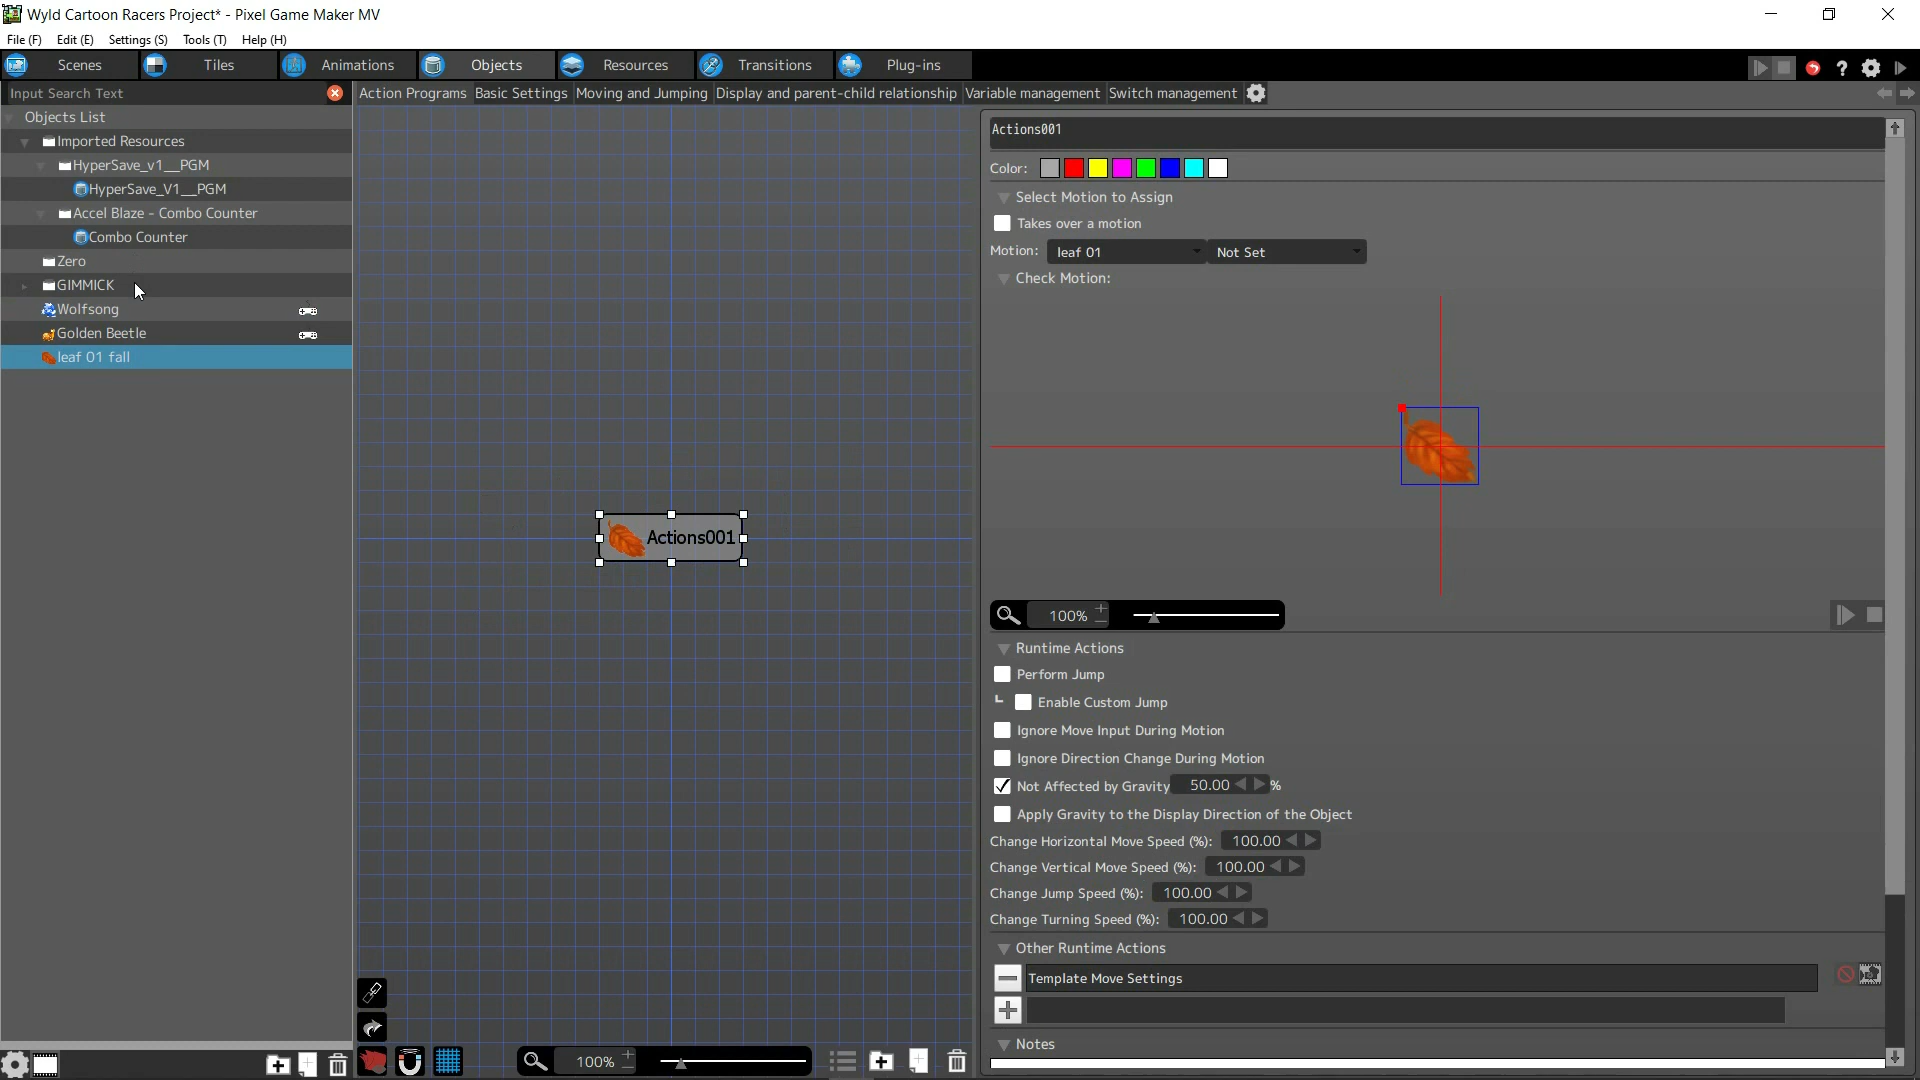 Wyld Cartoon Racers Project* - Pixel Game Maker MV
File (F) Edit (E) Settings (S) Tools (T) Help (H)
Scenes Tiles Animations Objects Resources Transitions Plug-ins
Input Search Text
Action Programs Basic Settings Moving and Jumping Display and parent-child relationship Variable management Switch management
Objects List
Imported Resources
HyperSave_v1__PGM
HyperSave_V1__PGM
Accel Blaze - Combo Counter
Combo Counter
Zero
GIMMICK
Wolfsong
Golden Beetle
leaf 01 fall
Actions001
100%
Actions001
Color:
Select Motion to Assign
Takes over a motion
Motion: leaf 01 Not Set
Check Motion:
100%
Runtime Actions
Perform Jump
Enable Custom Jump
Ignore Move Input During Motion
Ignore Direction Change During Motion
Not Affected by Gravity 50.00 %
Apply Gravity to the Display Direction of the Object
Change Horizontal Move Speed (%): 100.00
Change Vertical Move Speed (%): 100.00
Change Jump Speed (%): 100.00
Change Turning Speed (%): 100.00
Other Runtime Actions
Template Move Settings
Notes